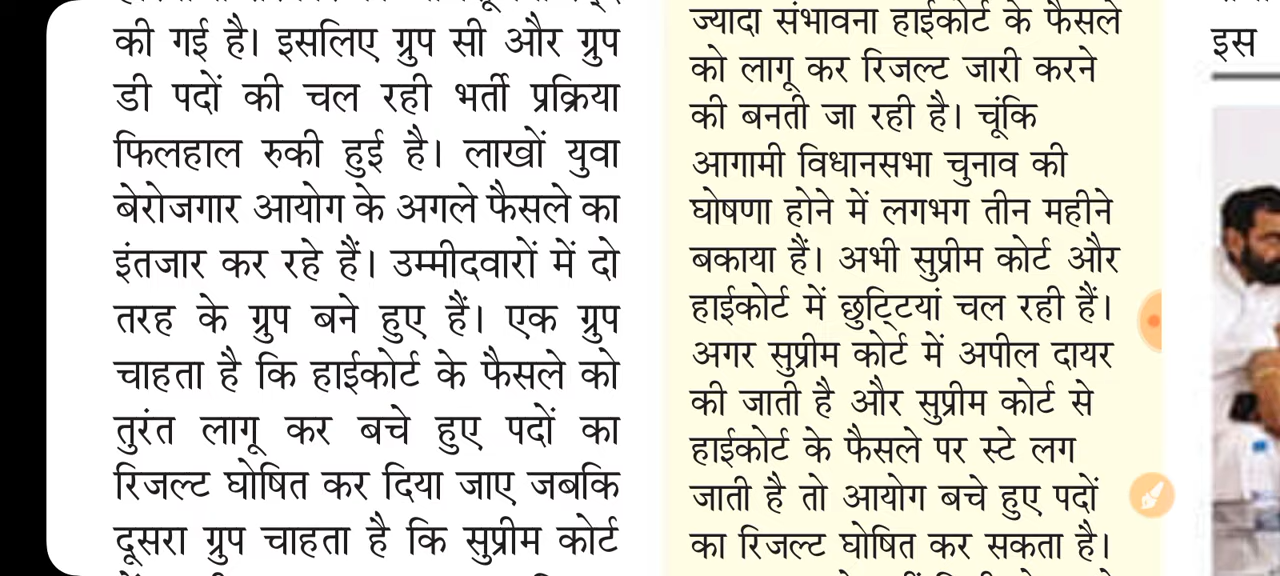 की गई है। इसलिए ग्रुप सी और ग्रुप
डी पदों की चल रही भर्ती प्रक्रिया
फिलहाल रुकी हुई है। लाखों युवा
बेरोजगार आयोग के अगले फैसले का
इंतजार कर रहे हैं। उम्मीदवारों में दो
तरह के ग्रुप बने हुए हैं। एक ग्रुप
चाहता है कि हाईकोर्ट के फैसले को
तुरंत लागू कर बचे हुए पदों का
रिजल्ट घोषित कर दिया जाए जबकि
दूसरा ग्रुप चाहता है कि सुप्रीम कोर्ट
ज्यादा संभावना हाईकोर्ट के फैसले
को लागू कर रिजल्ट जारी करने
की बनती जा रही है। चूंकि
आगामी विधानसभा चुनाव की
घोषणा होने में लगभग तीन महीने
बकाया हैं। अभी सुप्रीम कोर्ट और
हाईकोर्ट में छुट्टियां चल रही हैं।
अगर सुप्रीम कोर्ट में अपील दायर
की जाती है और सुप्रीम कोर्ट से
हाईकोर्ट के फैसले पर स्टे लग
जाती है तो आयोग बचे हुए पदों
का रिजल्ट घोषित कर सकता है।
इस